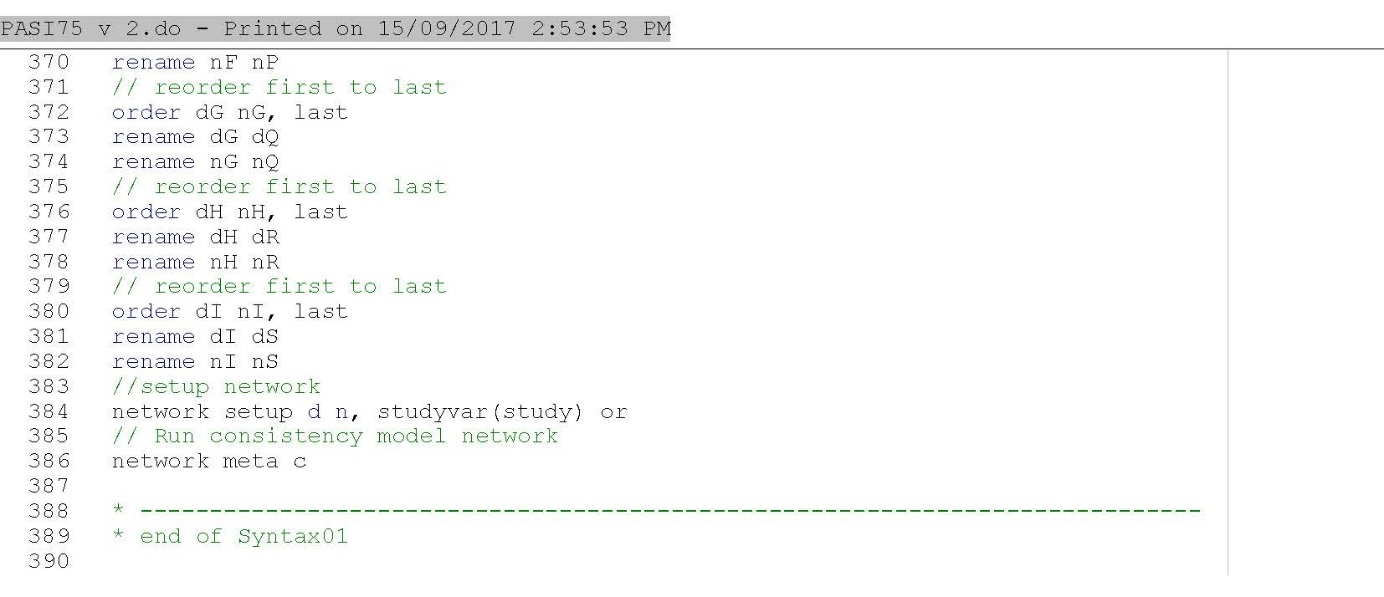 PASI75 v 2.do - Printed on 15/09/2017 2:53:53 PM
370 rename nF nP
371 // reorder first to last
372 order dG nG, last
373 rename dG dQ
374 rename nG nQ
375 // reorder first to last
376 order dH nH, last
377 rename dH dR
378 rename nH nR
379 // reorder first to last
380 order dI nI, last
381 rename dI dS
382 rename nI nS
383 //setup network
384 network setup d n, studyvar(study) or
385 // Run consistency model network
386 network meta c
387
388 * -----------------------------------------------------------------------------
389 * end of Syntax01
390